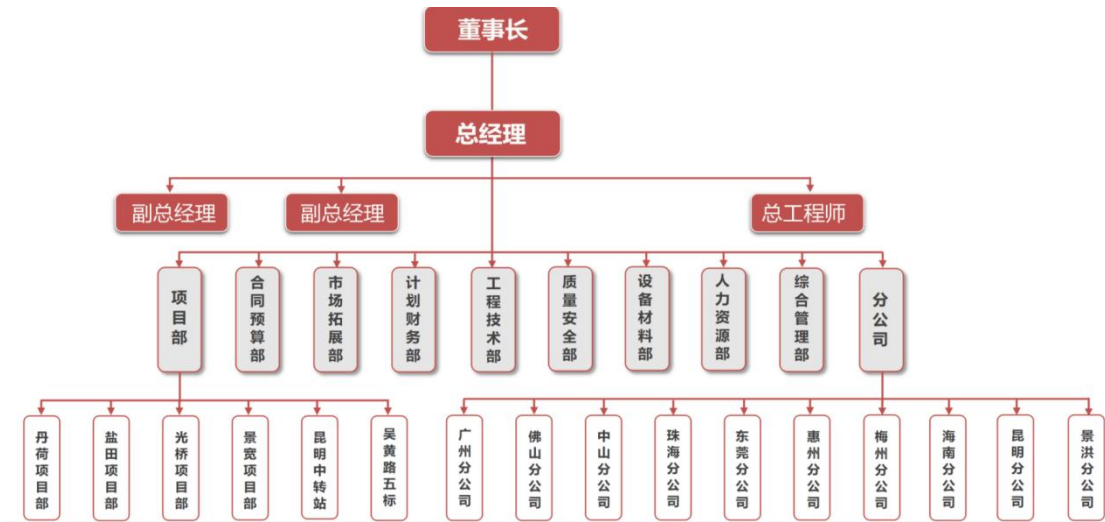 董事长
总经理
副总经理
副总经理
总工程师
项目部
合同预算部
市场拓展部
计划财务部
工程技术部
质量安全部
设备材料部
人力资源部
综合管理部
分公司
丹荷项目部
盐田项目部
光桥项目部
景宽项目部
昆明中转站
吴黄路五标
广州分公司
佛山分公司
中山分公司
珠海分公司
东莞分公司
惠州分公司
梅州分公司
海南分公司
昆明分公司
景洪分公司